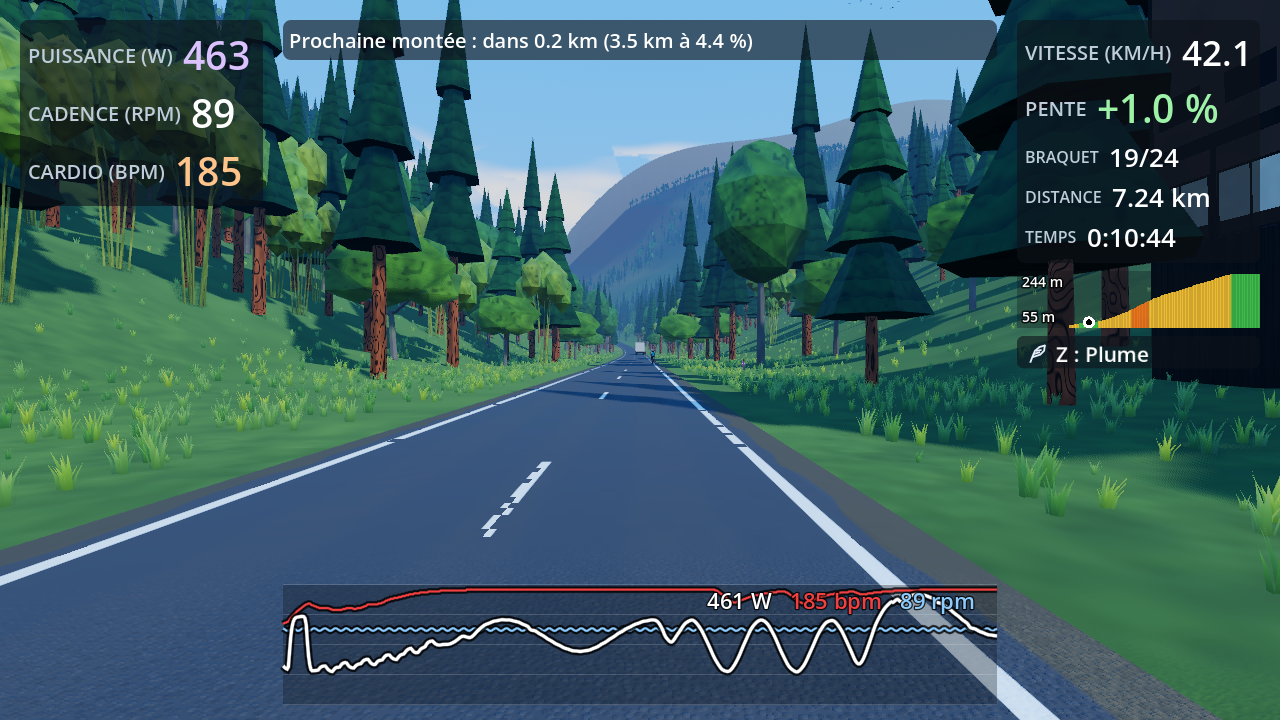 PUISSANCE (W) 463
CADENCE (RPM) 89
CARDIO (BPM) 185
Prochaine montée : dans 0.2 km (3.5 km à 4.4 %)
VITESSE (KM/H) 42.1
PENTE +1.0 %
BRAQUET 19/24
DISTANCE 7.24 km
TEMPS 0:10:44
244 m
55 m
Z : Plume
461 W 185 bpm 89 rpm